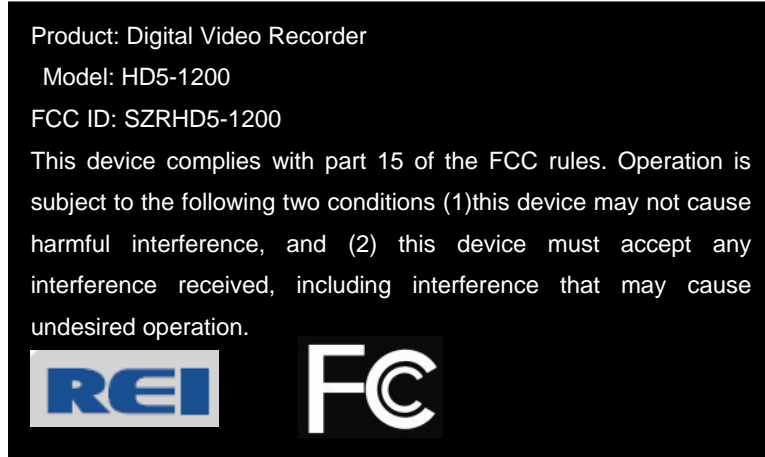 Product: Digital Video Recorder
Model: HD5-1200
FCC ID: SZRHD5-1200
This device complies with part 15 of the FCC rules. Operation is
subject to the following two conditions (1)this device may not cause
harmful interference, and (2) this device must accept any
interference received, including interference that may cause
undesired operation.
REI FC